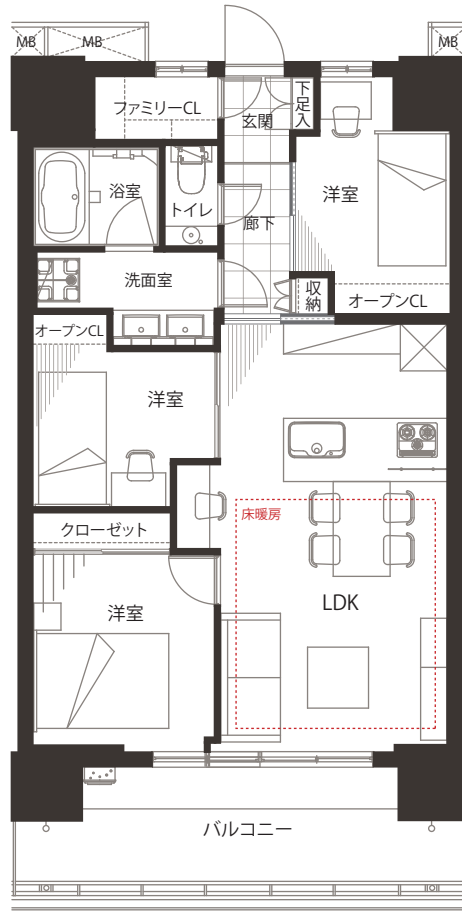 MB
MB
MB
ファミリーCL
玄関
下足入
浴室
トイレ
洋室
廊下
洗面室
収納
オープンCL
オープンCL
洋室
床暖房
クローゼット
LDK
洋室
バルコニー